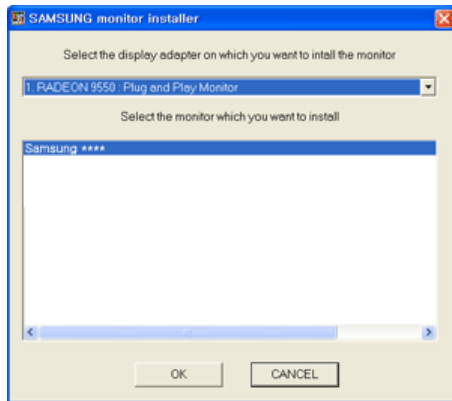 SAMSUNG monitor installer
Select the display adapter on which you want to intall the monitor
1. RADEON 9550 : Plug and Play Monitor
Select the monitor which you want to install
Samsung ****
OK
CANCEL